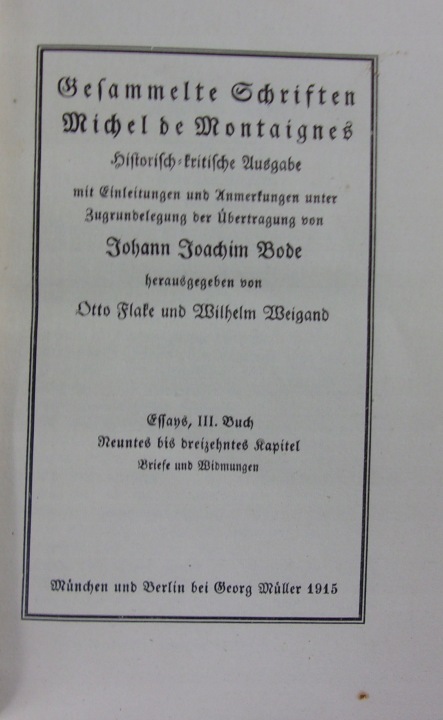 Gesammelte Schriften
Michel de Montaignes
Historisch-kritische Ausgabe
mit Einleitungen und Anmerkungen unter
Zugrundelegung der Übertragung von
Johann Joachim Bode
herausgegeben von
Otto Flake und Wilhelm Weigand
Essays, III. Buch
Neuntes bis dreizehntes Kapitel
Briefe und Widmungen
München und Berlin bei Georg Müller 1915